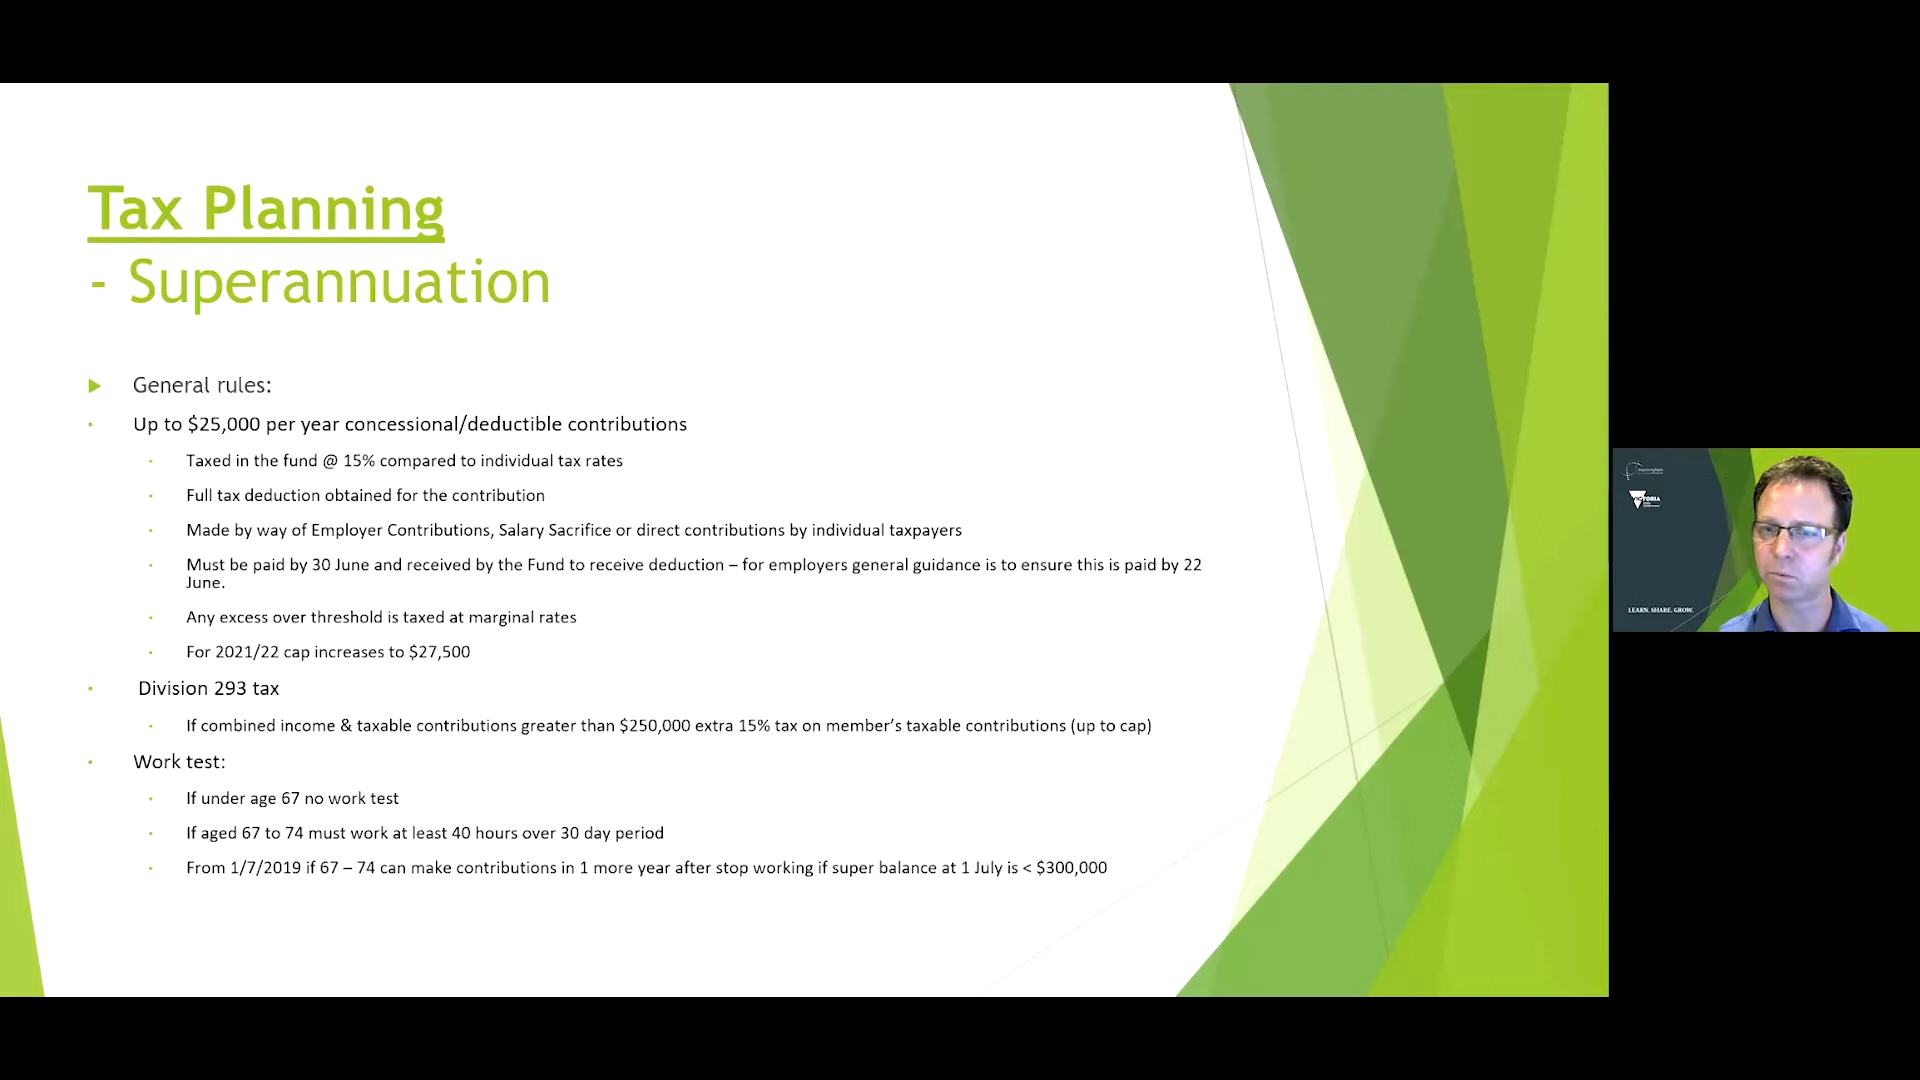 Tax Planning
- Superannuation
General rules:
Up to $25,000 per year concessional/deductible contributions
Taxed in the fund @ 15% compared to individual tax rates
Full tax deduction obtained for the contribution
Made by way of Employer Contributions, Salary Sacrifice or direct contributions by individual taxpayers
Must be paid by 30 June and received by the Fund to receive deduction – for employers general guidance is to ensure this is paid by 22
June.
Any excess over threshold is taxed at marginal rates
For 2021/22 cap increases to $27,500
Division 293 tax
If combined income & taxable contributions greater than $250,000 extra 15% tax on member’s taxable contributions (up to cap)
Work test:
If under age 67 no work test
If aged 67 to 74 must work at least 40 hours over 30 day period
From 1/7/2019 if 67 – 74 can make contributions in 1 more year after stop working if super balance at 1 July is < $300,000
VICTORIA
LEARN. SHARE. GROW.